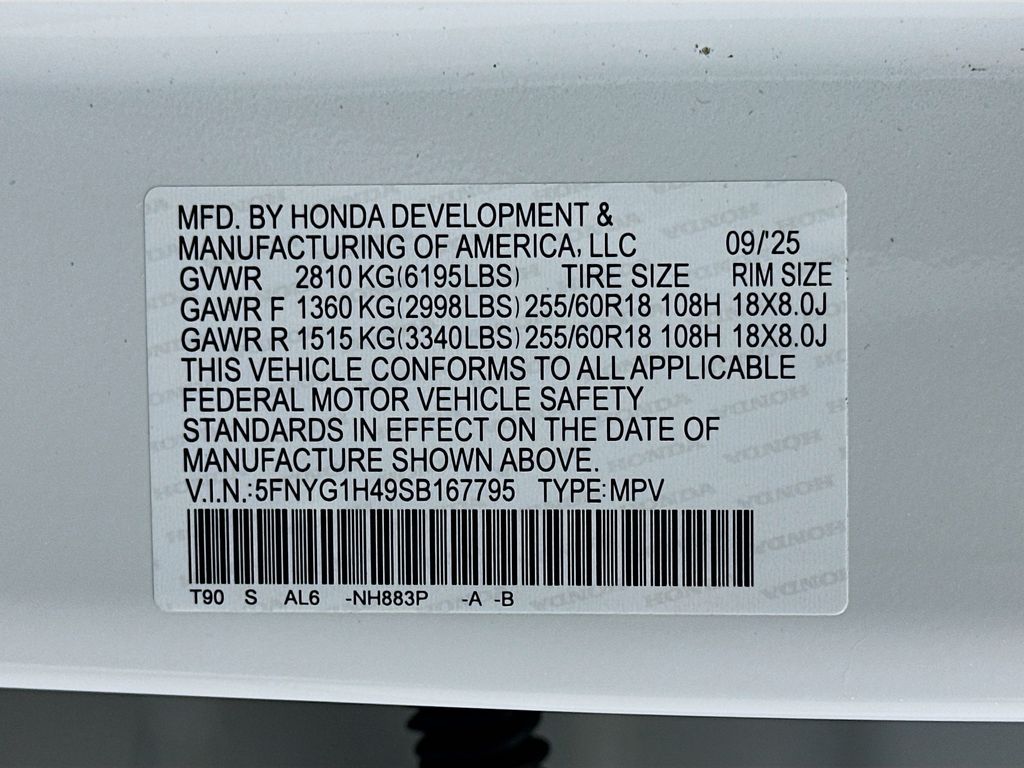 MFD. BY HONDA DEVELOPMENT &
MANUFACTURING OF AMERICA, LLC 09/'25
GVWR 2810 KG(6195LBS) TIRE SIZE RIM SIZE
GAWR F 1360 KG(2998LBS) 255/60R18 108H 18X8.0J
GAWR R 1515 KG(3340LBS) 255/60R18 108H 18X8.0J
THIS VEHICLE CONFORMS TO ALL APPLICABLE
FEDERAL MOTOR VEHICLE SAFETY
STANDARDS IN EFFECT ON THE DATE OF
MANUFACTURE SHOWN ABOVE.
V.I.N.:5FNYG1H49SB167795 TYPE:MPV
T90 S AL6 -NH883P -A -B